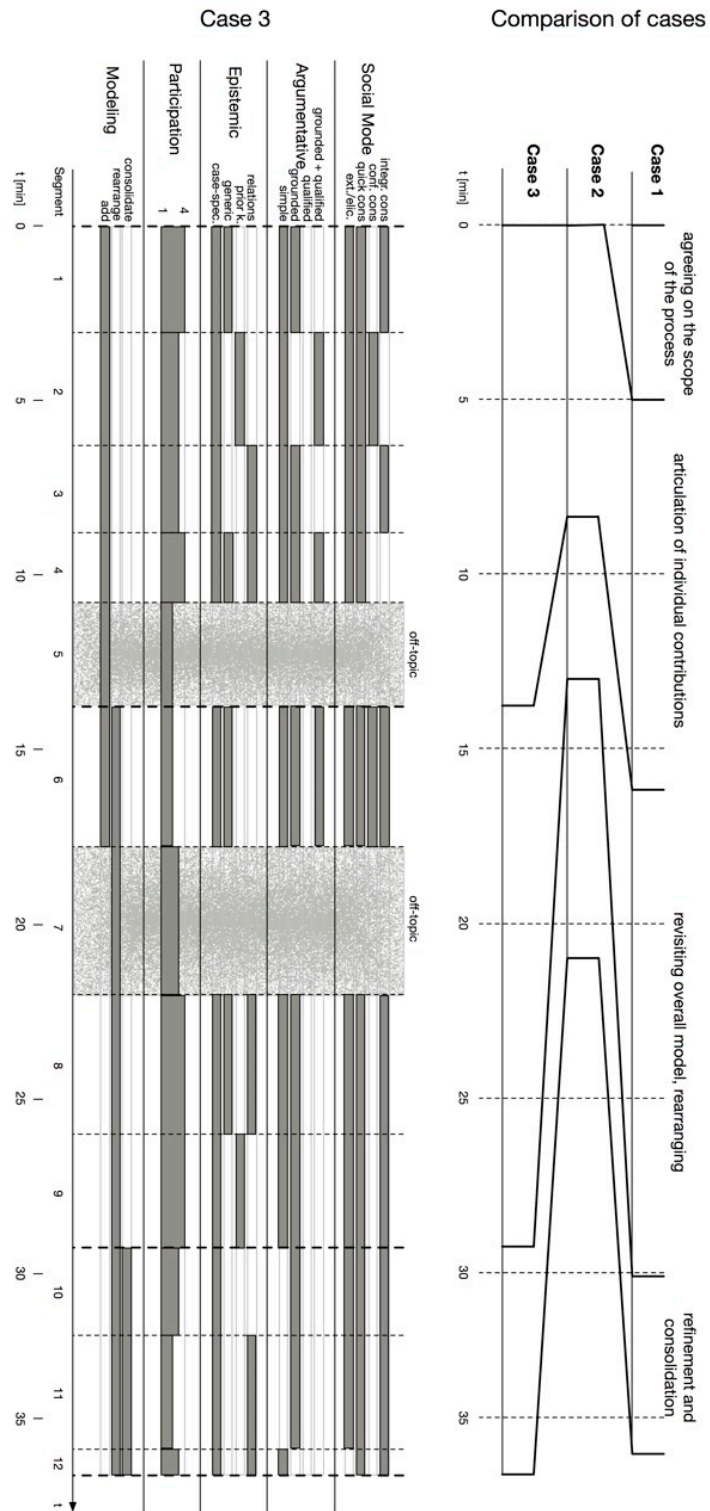 Case 3
Social Mode
integr. cons
conf. cons
quick cons
ext./elic.
Argumentative
grounded + qualified
qualified
grounded
simple
Epistemic
relations
prior k.
generic
case-spec.
Participation
4
1
Modeling
consolidate
rearrange
add
off-topic
off-topic
Segment
1
2
3
4
5
6
7
8
9
10
11
12
t [min]
0
5
10
15
20
25
30
35
t
Comparison of cases
agreeing on the scope
of the process
articulation of individual contributions
revisiting overall model, rearranging
refinement and
consolidation
Case 1
Case 2
Case 3
t [min]
0
5
10
15
20
25
30
35